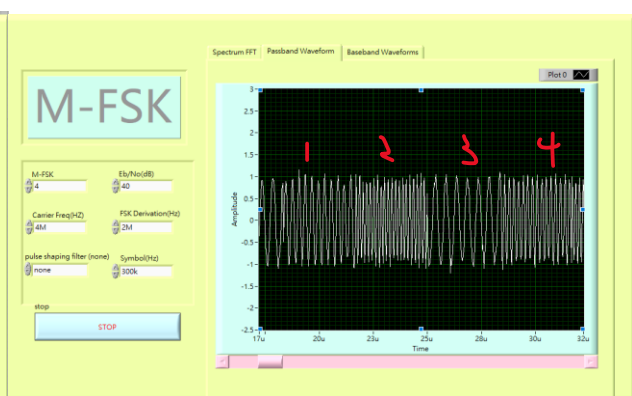 Spectrum FFT Passband Waveform Baseband Waveforms
Plot 0
M-FSK
M-FSK Eb/No(dB)
4 40
Carrier Freq(HZ) FSK Derivation(Hz)
4M 2M
pulse shaping filter (none) Symbol(Hz)
none 300k
stop
STOP
Amplitude
3-
2.5-
2-
1.5-
1-
0.5-
0-
-0.5-
-1-
-1.5-
-2-
-2.5-
1 2 3 4
17u 20u 23u 25u 28u 30u 32u
Time